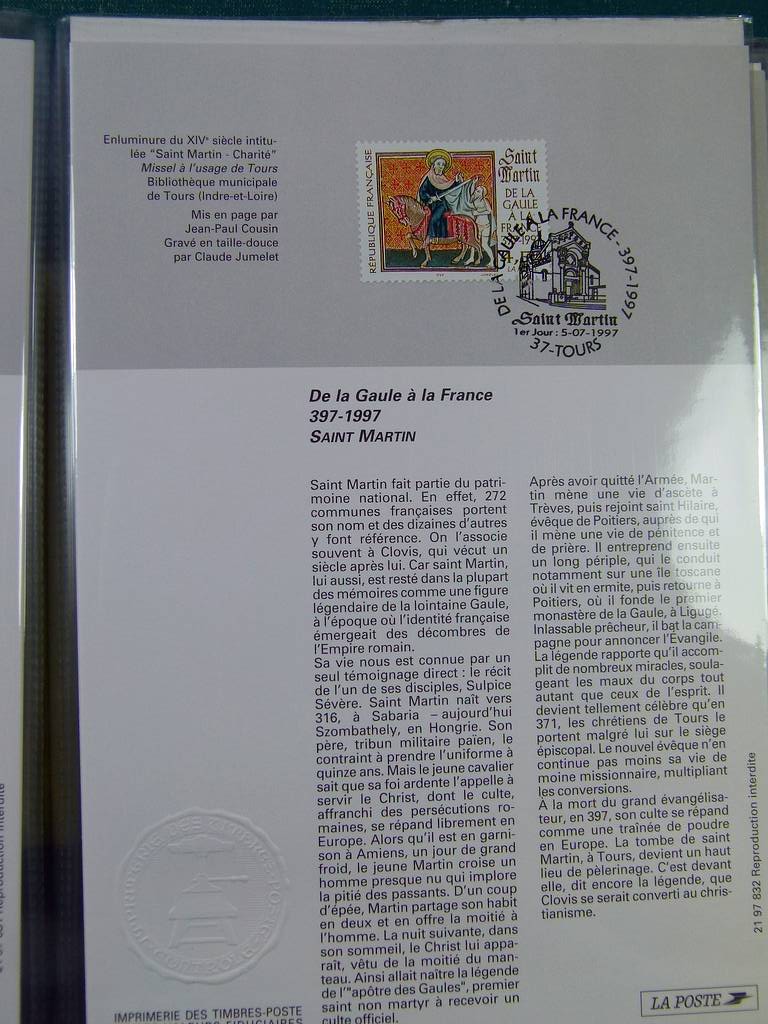 Enluminure du XIVᵉ siècle intitu-
lée "Saint Martin - Charité"
Missel à l'usage de Tours
Bibliothèque municipale
de Tours (Indre-et-Loire)
Mis en page par
Jean-Paul Cousin
Gravé en taille-douce
par Claude Jumelet
RÉPUBLIQUE FRANÇAISE
Saint
Martin
DE LA
GAULE
À LA
DE LA GAULE A LA FRANCE - 397-1997
Saint Martin
1er Jour : 5-07-1997
37-TOURS
De la Gaule à la France
397-1997
SAINT MARTIN
Saint Martin fait partie du patri-
moine national. En effet, 272
communes françaises portent
son nom et des dizaines d'autres
y font référence. On l'associe
souvent à Clovis, qui vécut un
siècle après lui. Car saint Martin,
lui aussi, est resté dans la plupart
des mémoires comme une figure
légendaire de la lointaine Gaule,
à l'époque où l'identité française
émergeait des décombres de
l'Empire romain.
Sa vie nous est connue par un
seul témoignage direct : le récit
de l'un de ses disciples, Sulpice
Sévère. Saint Martin naît vers
316, à Sabaria – aujourd'hui
Szombathely, en Hongrie. Son
père, tribun militaire païen, le
contraint à prendre l'uniforme à
quinze ans. Mais le jeune cavalier
sait que sa foi ardente l'appelle à
servir le Christ, dont le culte,
affranchi des persécutions ro-
maines, se répand librement en
Europe. Alors qu'il est en garni-
son à Amiens, un jour de grand
froid, le jeune Martin croise un
homme presque nu qui implore
la pitié des passants. D'un coup
d'épée, Martin partage son habit
en deux et en offre la moitié à
l'homme. La nuit suivante, dans
son sommeil, le Christ lui appa-
raît, vêtu de la moitié du man-
teau. Ainsi allait naître la légende
de l'"apôtre des Gaules", premier
saint non martyr à recevoir un
culte officiel.
Après avoir quitté l'Armée, Mar-
tin mène une vie d'ascète à
Trèves, puis rejoint saint Hilaire,
évêque de Poitiers, auprès de qui
il mène une vie de pénitence et
de prière. Il entreprend ensuite
un long périple, qui le conduit
notamment sur une île toscane
où il vit en ermite, puis retourne à
Poitiers, où il fonde le premier
monastère de la Gaule, à Ligugé.
Inlassable prêcheur, il bat la cam-
pagne pour annoncer l'Évangile.
La légende rapporte qu'il accom-
plit de nombreux miracles, soula-
geant les maux du corps tout
autant que ceux de l'esprit. Il
devient tellement célèbre qu'en
371, les chrétiens de Tours le
portent malgré lui sur le siège
épiscopal. Le nouvel évêque n'en
continue pas moins sa vie de
moine missionnaire, multipliant
les conversions.
À la mort du grand évangélisa-
teur, en 397, son culte se répand
comme une traînée de poudre
en Europe. La tombe de saint
Martin, à Tours, devient un haut
lieu de pèlerinage. C'est devant
elle, dit encore la légende, que
Clovis se serait converti au chris-
tianisme.
21 97 832 Reproduction interdite
IMPRIMERIE DES TIMBRES-POSTE
LA POSTE